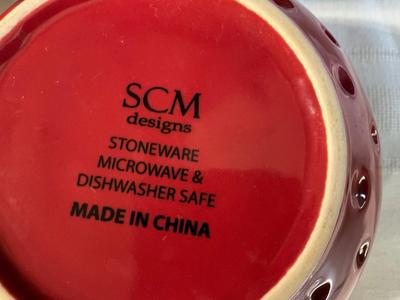 SCM
designs
STONEWARE
MICROWAVE &
DISHWASHER SAFE
MADE IN CHINA